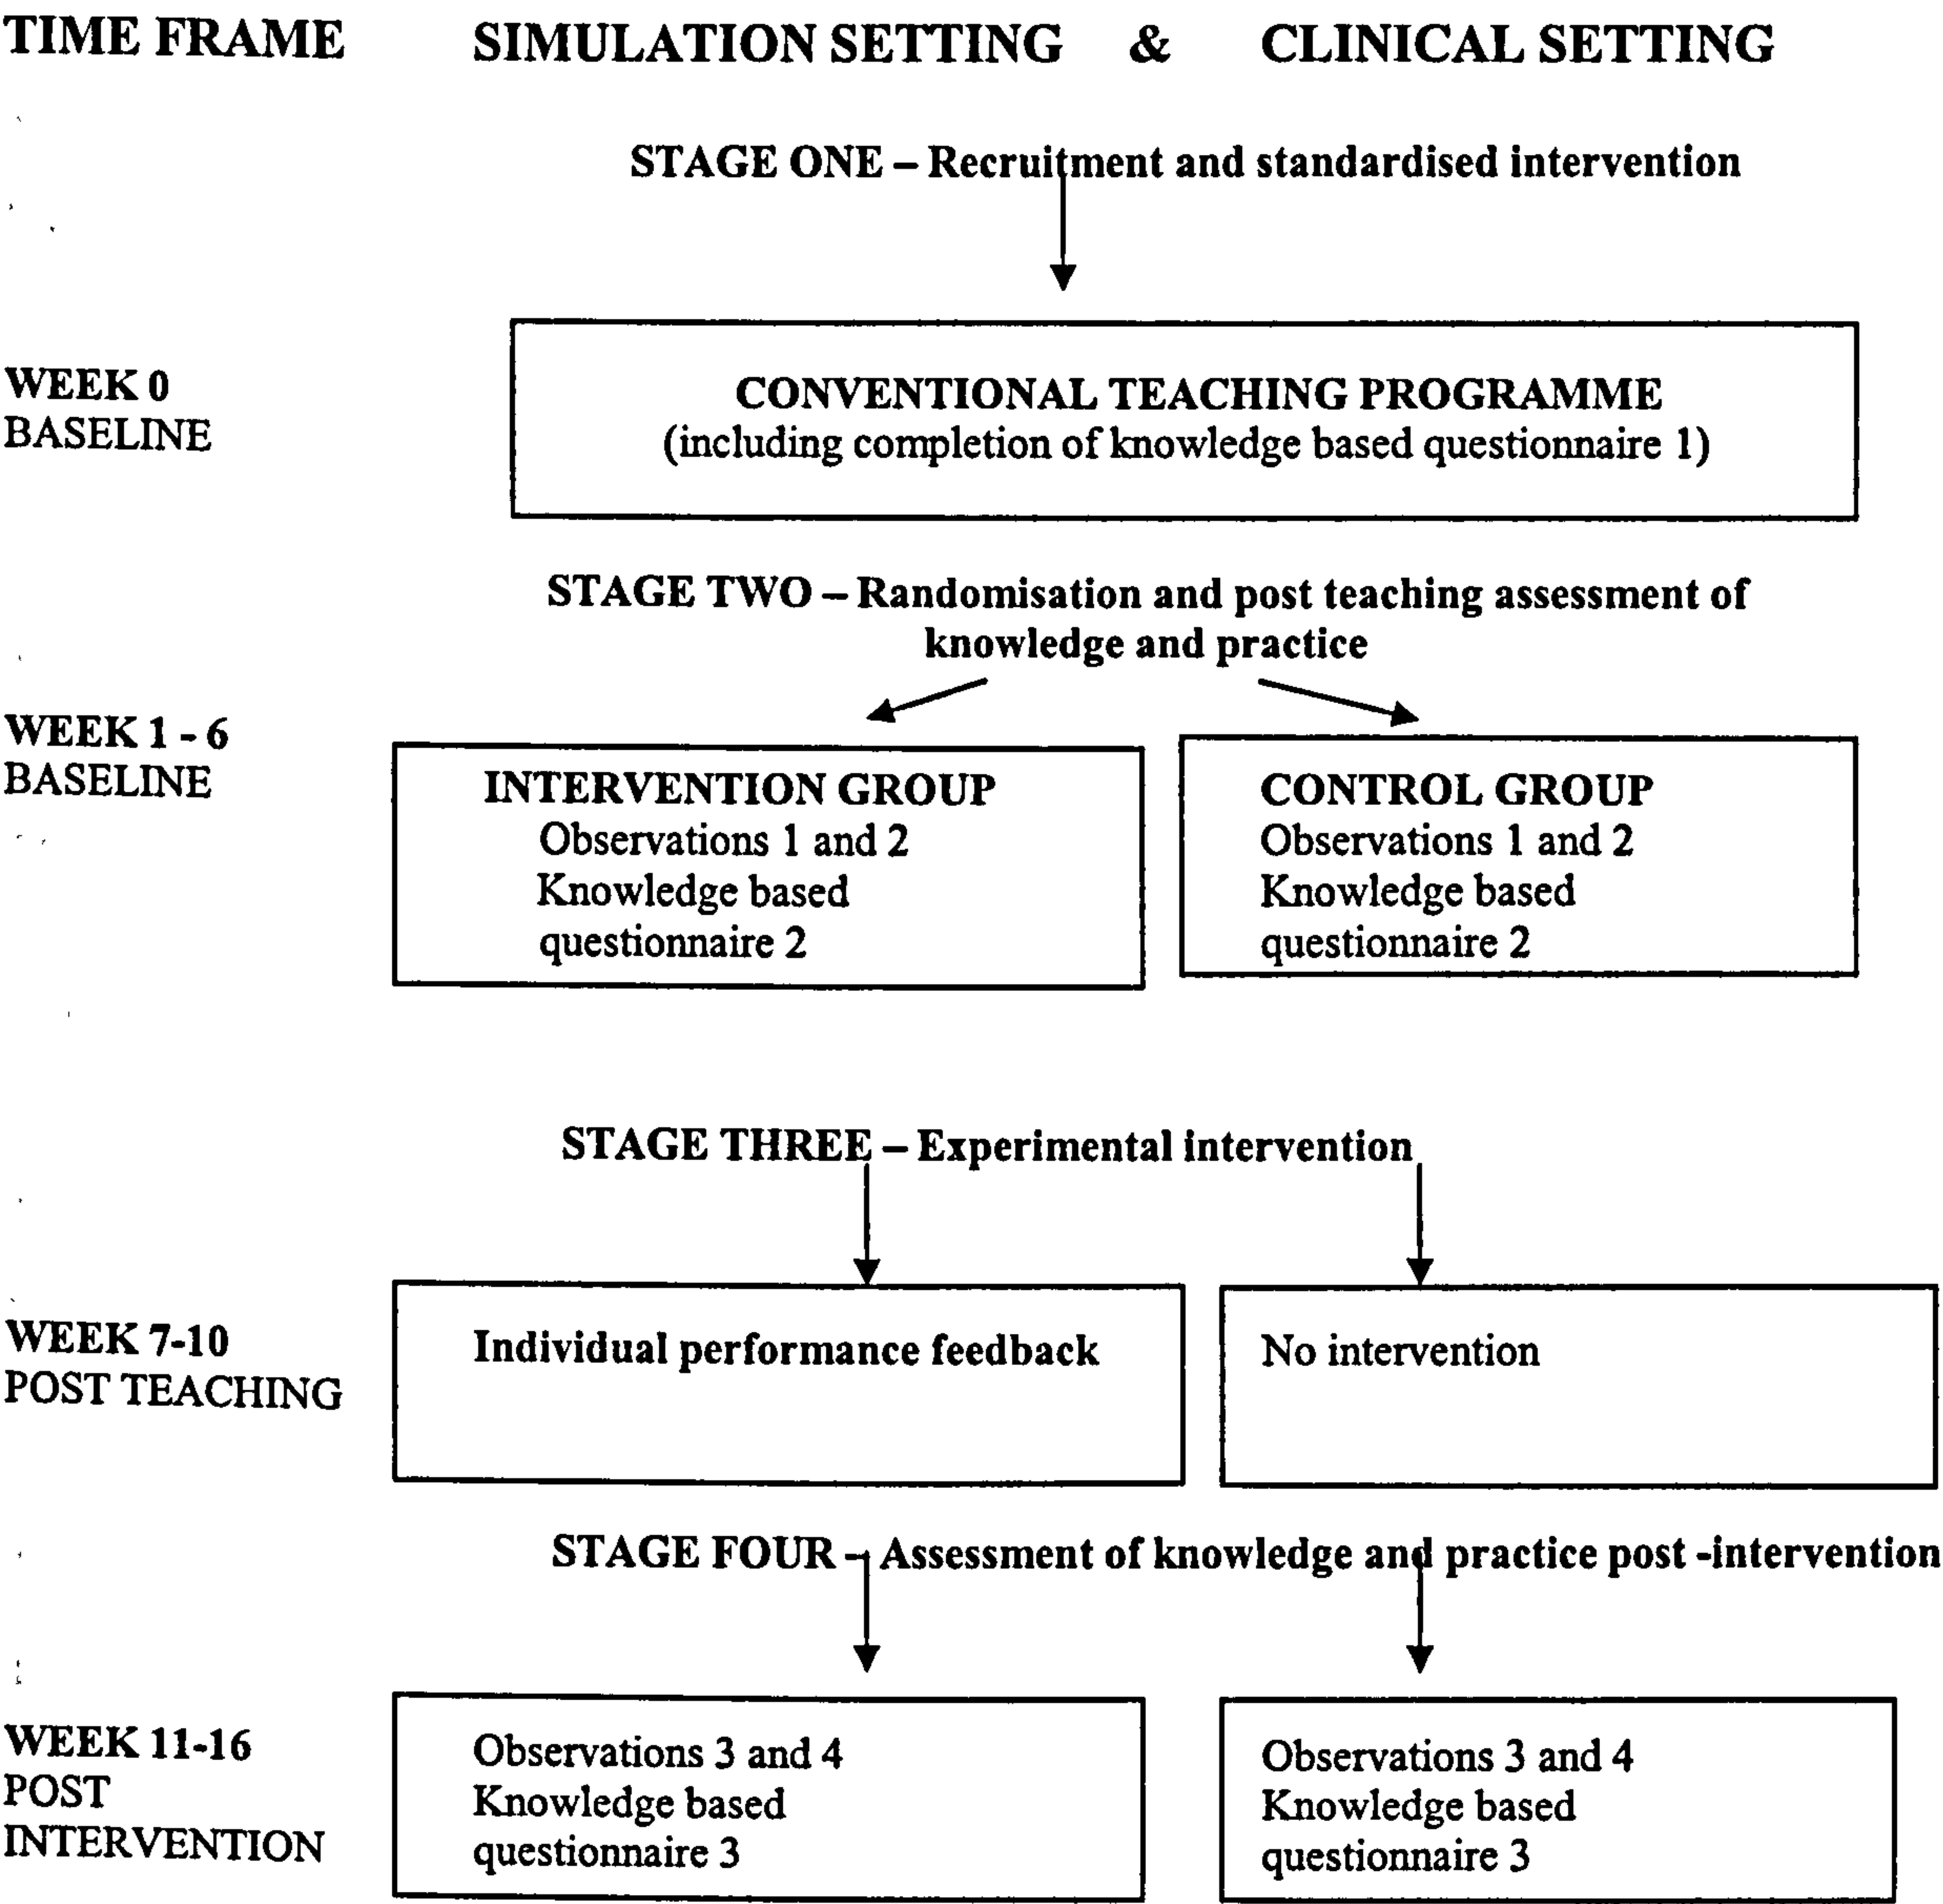 TIME FRAME SIMULATION SETTING & CLINICAL SETTING
STAGE ONE – Recruitment and standardised intervention
WEEK 0
BASELINE
CONVENTIONAL TEACHING PROGRAMME
(including completion of knowledge based questionnaire 1)
STAGE TWO – Randomisation and post teaching assessment of
knowledge and practice
WEEK 1 - 6
BASELINE
INTERVENTION GROUP
Observations 1 and 2
Knowledge based
questionnaire 2
CONTROL GROUP
Observations 1 and 2
Knowledge based
questionnaire 2
STAGE THREE – Experimental intervention
WEEK 7-10
POST TEACHING
Individual performance feedback
No intervention
STAGE FOUR – Assessment of knowledge and practice post -intervention
WEEK 11-16
POST
INTERVENTION
Observations 3 and 4
Knowledge based
questionnaire 3
Observations 3 and 4
Knowledge based
questionnaire 3